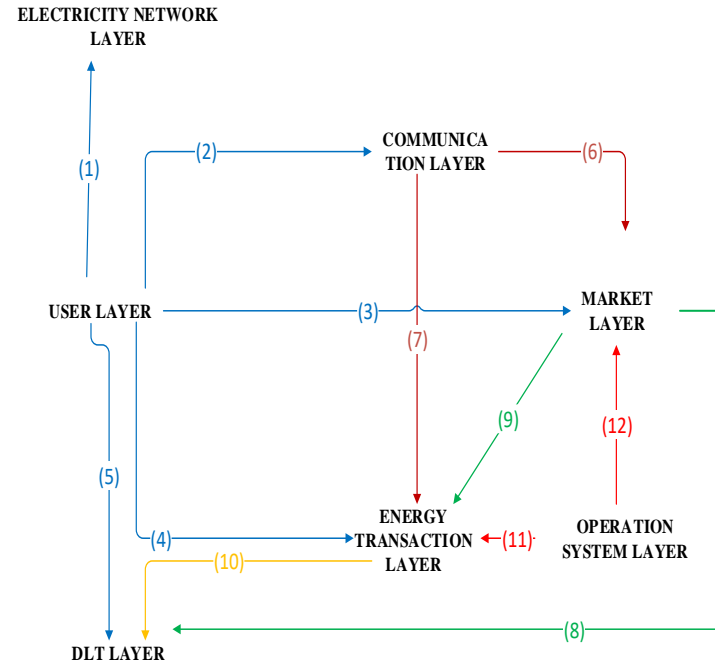 ELECTRICITY NETWORK
LAYER
(2)
COMMUNICA
TION LAYER
(6)
(1)
USER LAYER
(3)
MARKET
LAYER
(7)
(9)
(12)
(5)
ENERGY
TRANSACTION
LAYER
(4)
(11)
OPERATION
SYSTEM LAYER
(10)
(8)
DLT LAYER